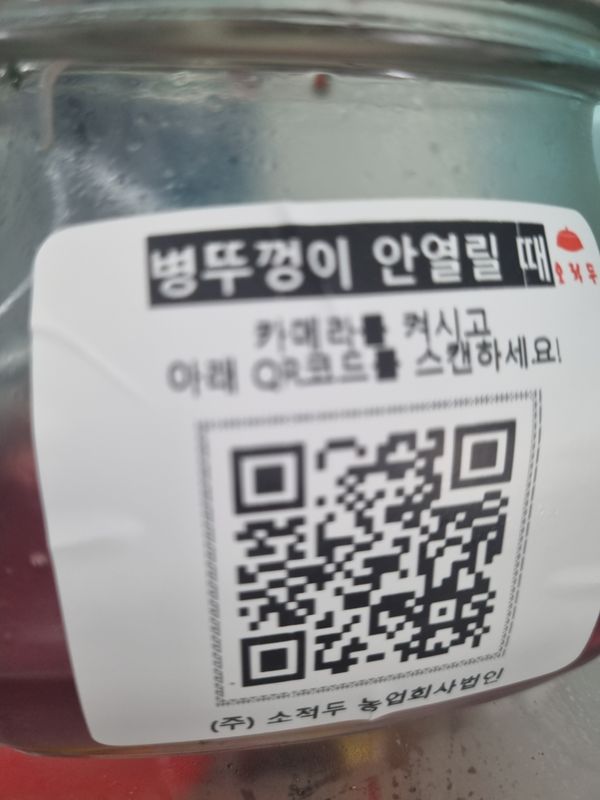 병뚜껑이 안열릴 때
카메라를 켜시고
아래 QR코드를 스캔하세요!
(주) 소적두 농업회사법인